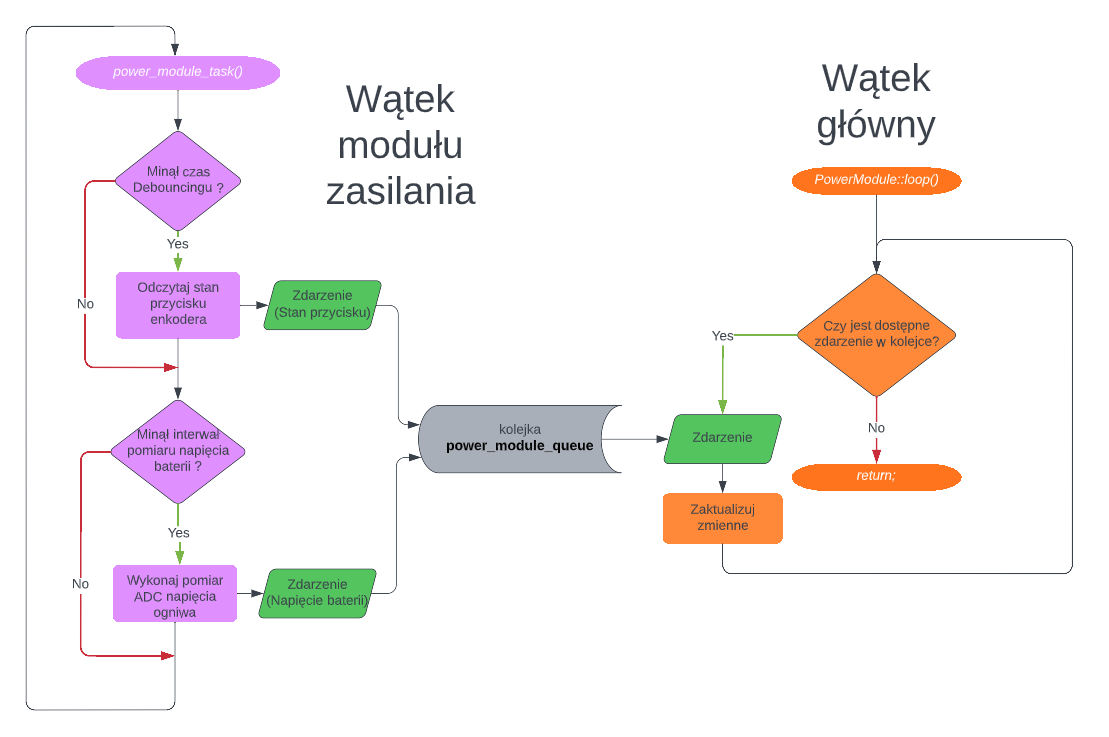 power_module_task()
Wątek
modułu
zasilania
Minął czas
Debouncingu ?
Yes
No
Odczytaj stan
przycisku
enkodera
Zdarzenie
(Stan przycisku)
Minął interwał
pomiaru napięcia
baterii ?
Yes
No
Wykonaj pomiar
ADC napięcia
ogniwa
Zdarzenie
(Napięcie baterii)
kolejka
power_module_queue
Wątek
główny
PowerModule::loop()
Czy jest dostępne
zdarzenie w kolejce?
Yes
No
return;
Zdarzenie
Zaktualizuj
zmienne